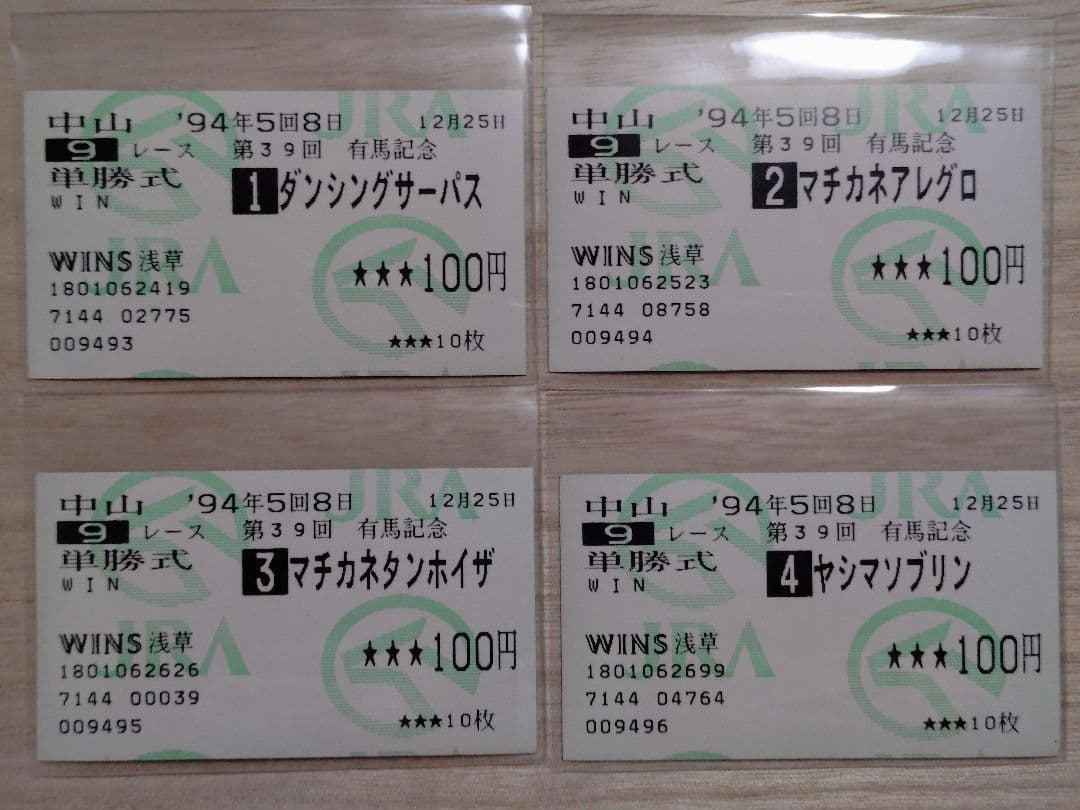 中山 '94年5回8日 12月25日
9 レース 第39回 有馬記念
単勝式 1 ダンシングサーパス
WIN
WINS浅草 ★★★100円
1801062419
7144 02775
009493 ★★★10枚
JRA
JRA
中山 '94年5回8日 12月25日
9 レース 第39回 有馬記念
単勝式 2 マチカネアレグロ
WIN
WINS浅草 ★★★100円
1801062523
7144 08758
009494 ★★★10枚
JRA
JRA
中山 '94年5回8日 12月25日
9 レース 第39回 有馬記念
単勝式 3 マチカネタンホイザ
WIN
WINS浅草 ★★★100円
1801062626
7144 00039
009495 ★★★10枚
JRA
JRA
中山 '94年5回8日 12月25日
9 レース 第39回 有馬記念
単勝式 4 ヤシマソブリン
WIN
WINS浅草 ★★★100円
1801062699
7144 04764
009496 ★★★10枚
JRA
JRA